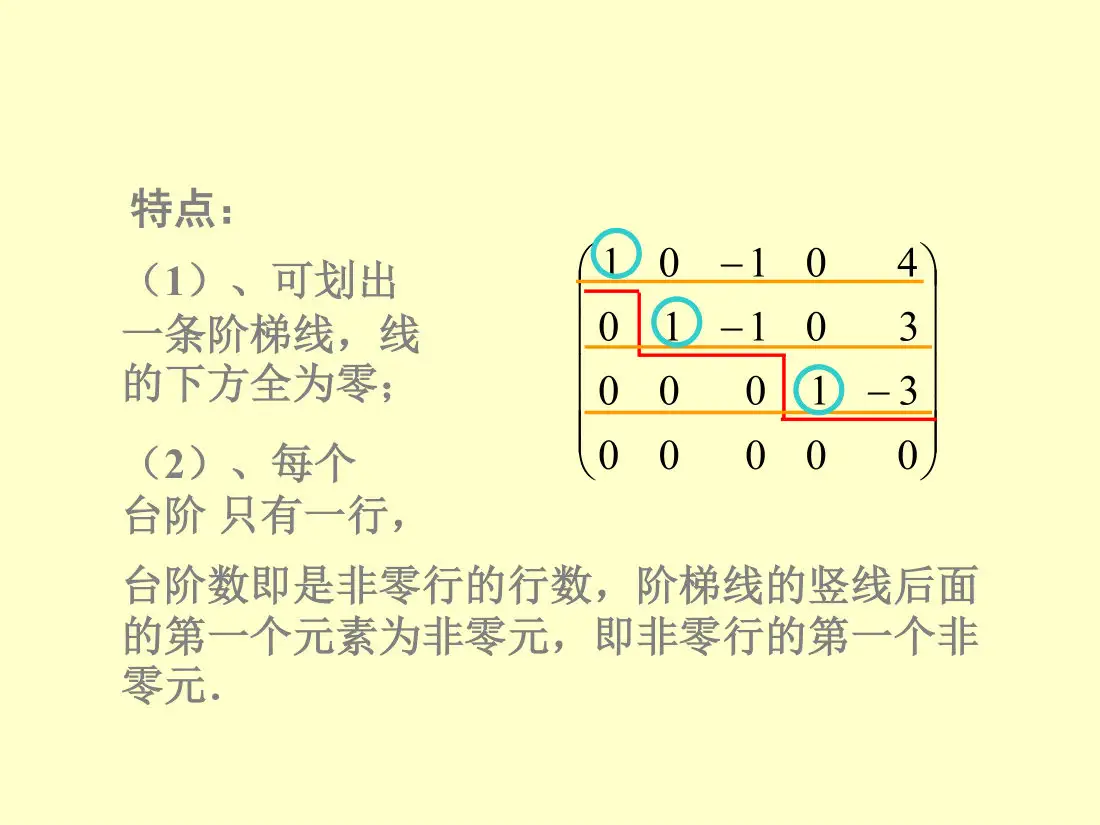 特点：
（1）、可划出
一条阶梯线，线
的下方全为零；
1 0 −1 0 4
0 1 −1 0 3
0 0 0 1 −3
0 0 0 0 0
（2）、每个
台阶 只有一行，
台阶数即是非零行的行数，阶梯线的竖线后面
的第一个元素为非零元，即非零行的第一个非
零元．